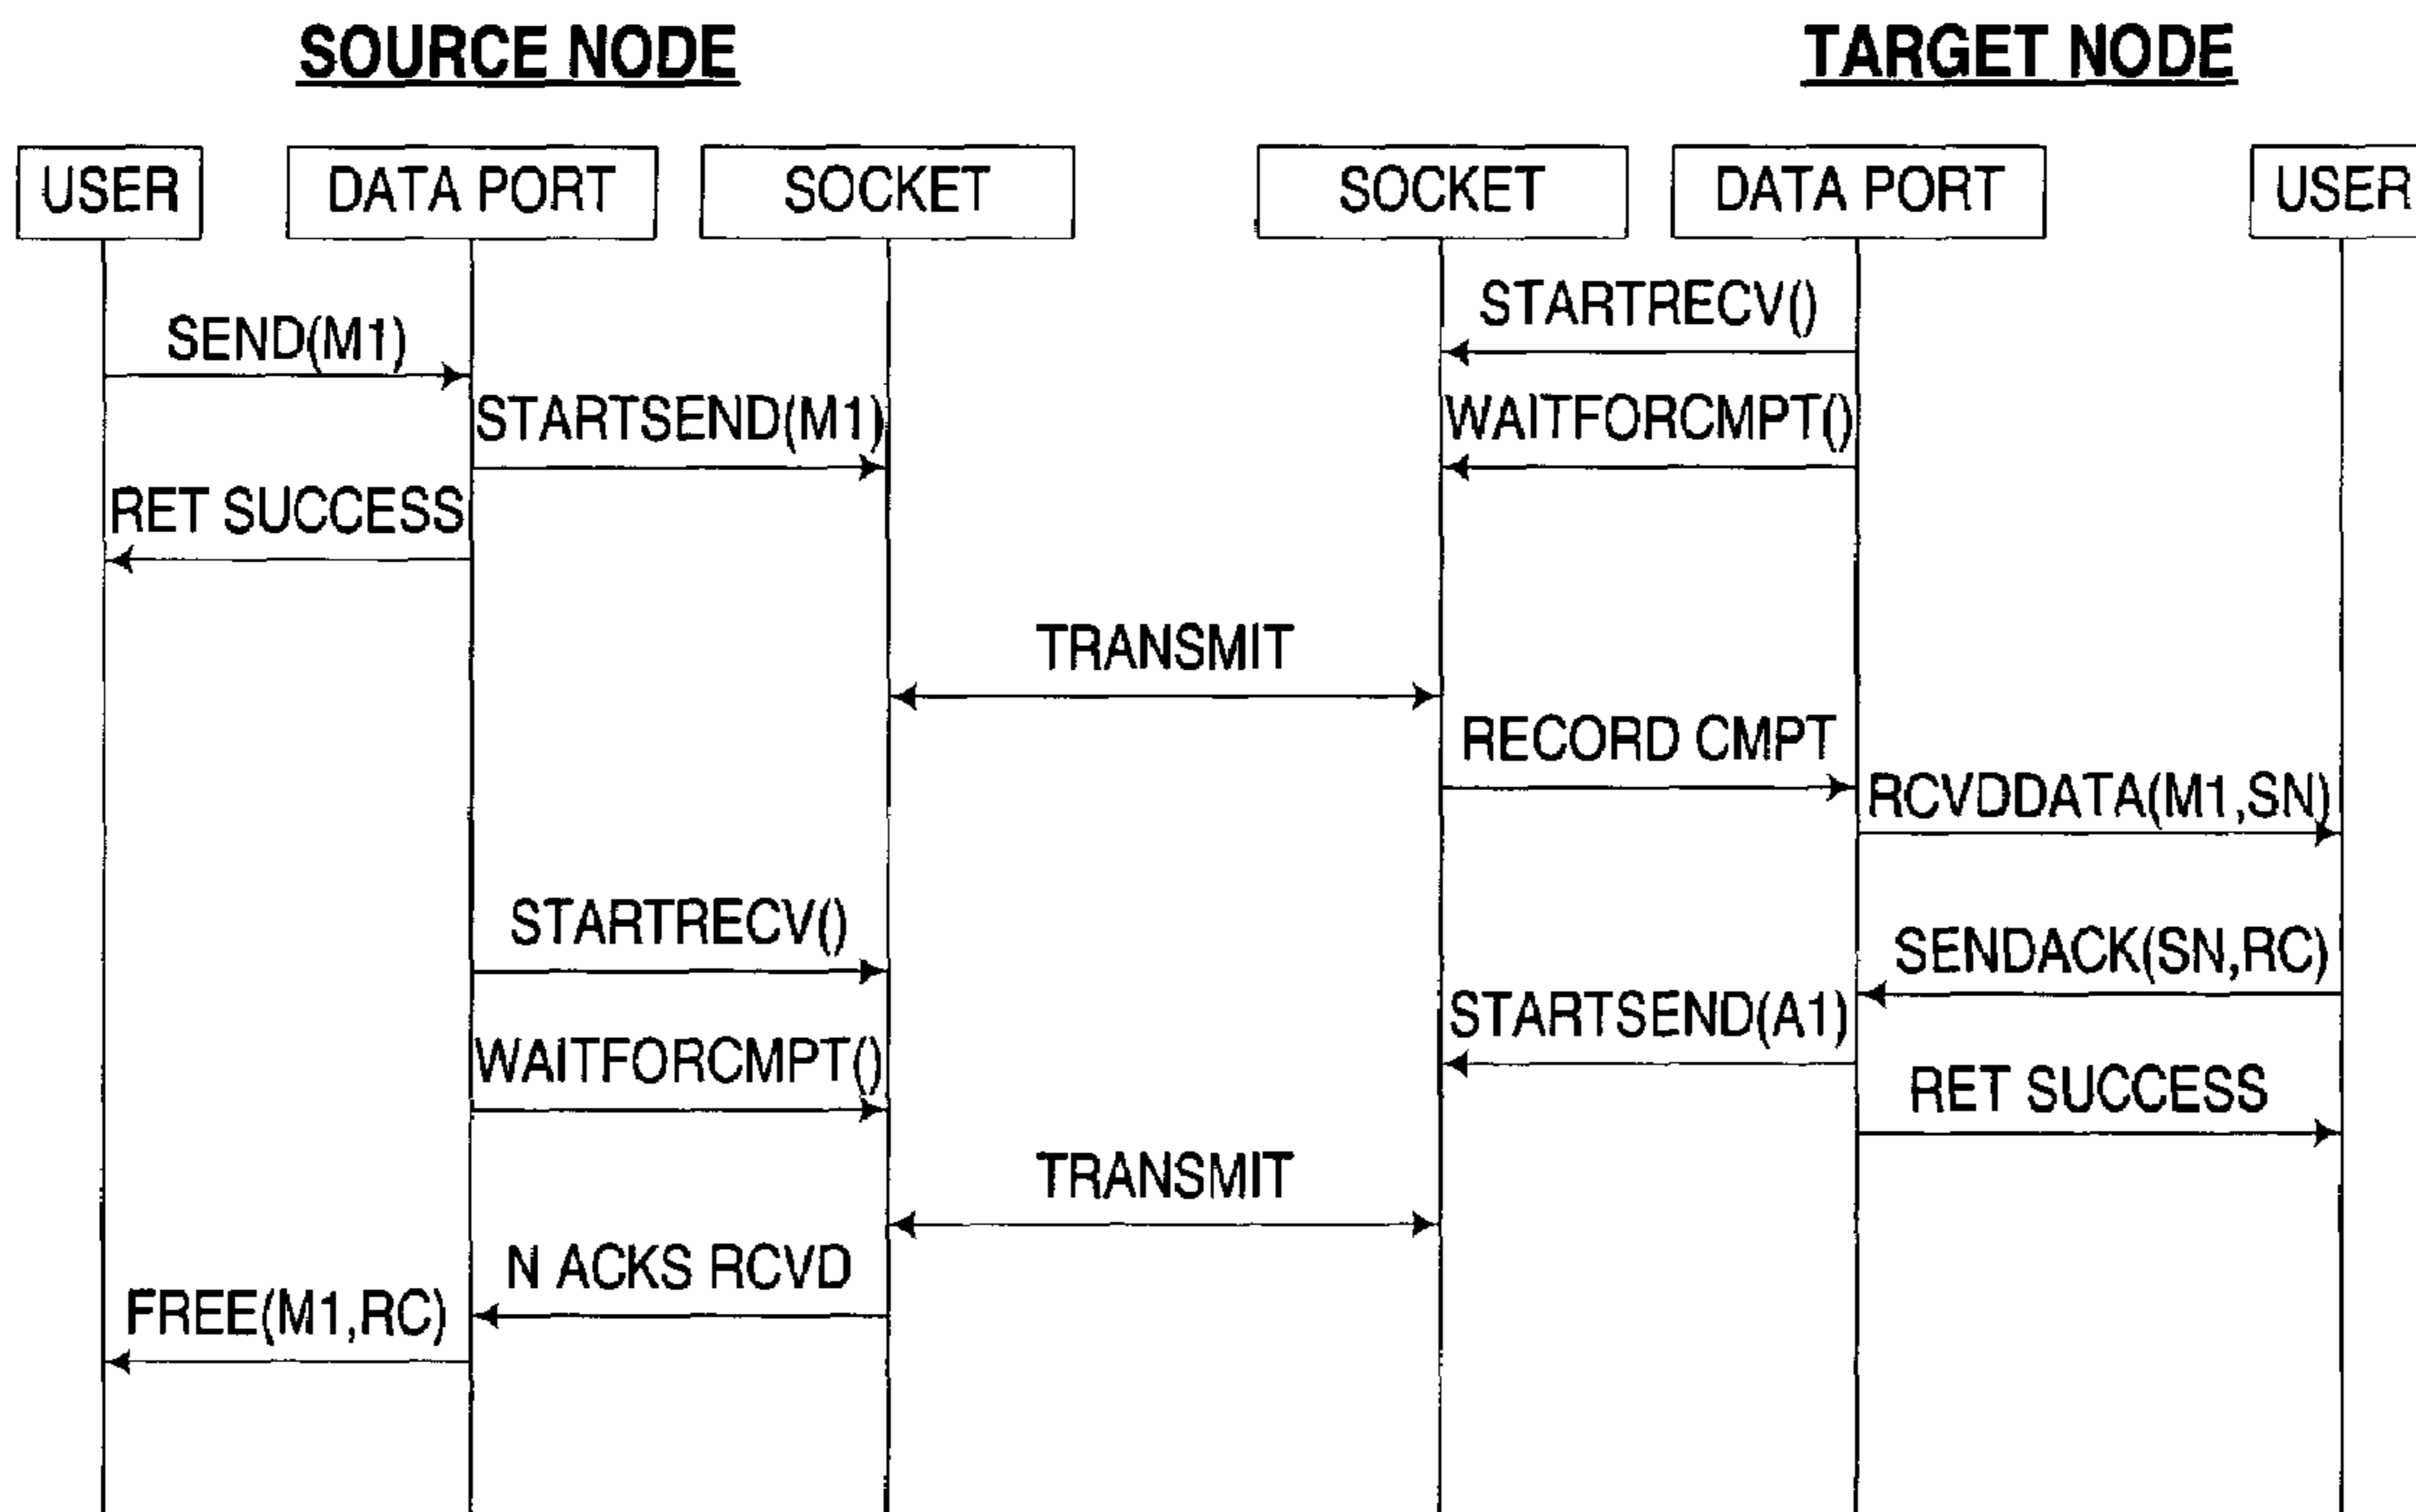 SOURCE NODE
TARGET NODE
USER
DATA PORT
SOCKET
SOCKET
DATA PORT
USER
STARTRECV()
SEND(M1)
STARTSEND(M1)
WAITFORCMPT()
RET SUCCESS
TRANSMIT
RECORD CMPT
RCVDDATA(M1,SN)
STARTRECV()
SENDACK(SN,RC)
STARTSEND(A1)
WAITFORCMPT()
RET SUCCESS
TRANSMIT
N ACKS RCVD
FREE(M1,RC)